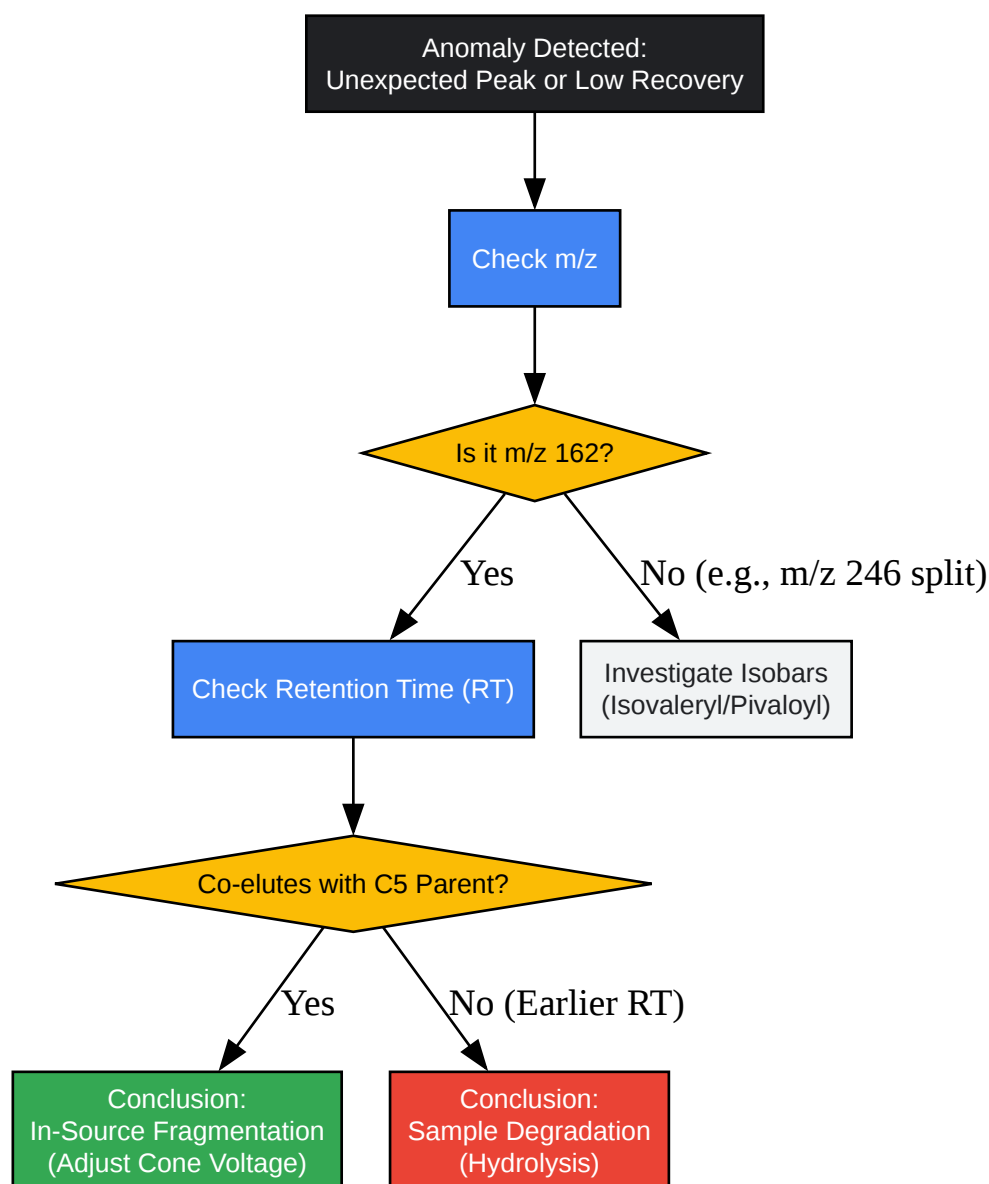 Anomaly Detected:
Unexpected Peak or Low Recovery
Check m/z
Is it m/z 162?
Yes
No (e.g., m/z 246 split)
Check Retention Time (RT)
Investigate Isobars
(Isovaleryl/Pivaloyl)
Co-elutes with C5 Parent?
Yes
No (Earlier RT)
Conclusion:
In-Source Fragmentation
(Adjust Cone Voltage)
Conclusion:
Sample Degradation
(Hydrolysis)